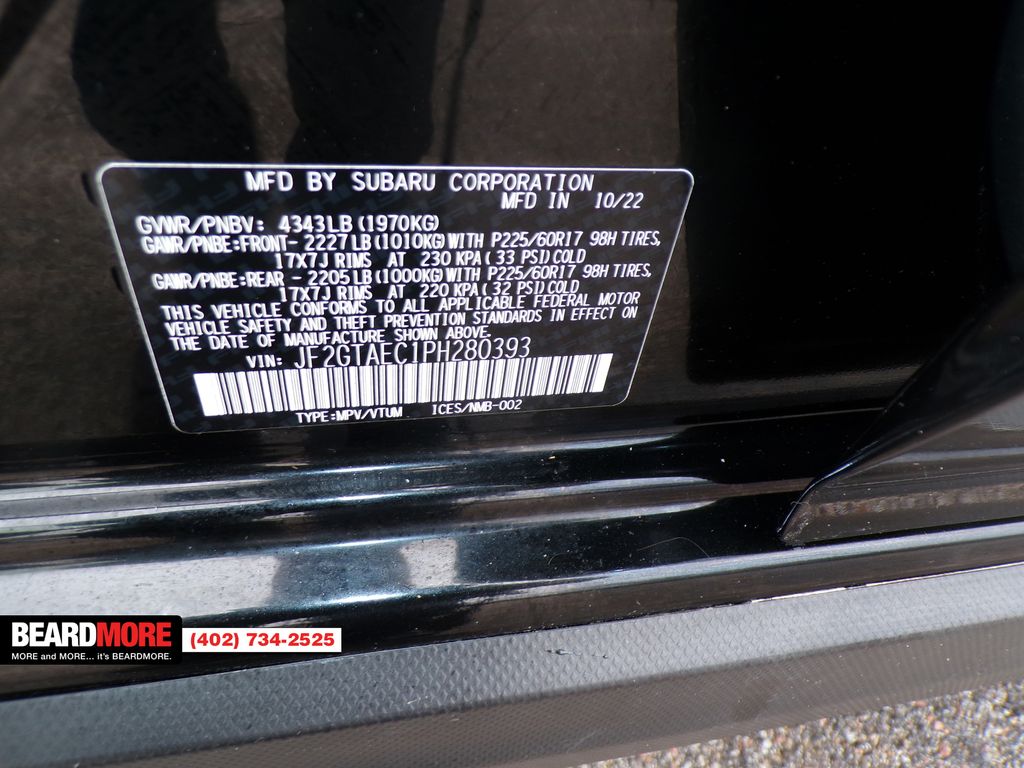 MFD BY SUBARU CORPORATION
MFD IN 10/22
GVWR/PNBV: 4343LB (1970KG)
GAWR/PNBE:FRONT- 2227LB (1010KG) WITH P225/60R17 98H TIRES,
17X7J RIMS AT 230 KPA ( 33 PSI) COLD
GAWR/PNBE:REAR - 2205LB (1000KG) WITH P225/60R17 98H TIRES,
17X7J RIMS AT 220 KPA ( 32 PSI) COLD
THIS VEHICLE CONFORMS TO ALL APPLICABLE FEDERAL MOTOR
VEHICLE SAFETY AND THEFT PREVENTION STANDARDS IN EFFECT ON
THE DATE OF MANUFACTURE SHOWN ABOVE.
VIN: JF2GTAEC1PH280393
TYPE:MPV/VTUM ICES/NMB-002
BEARDMORE (402) 734-2525
MORE and MORE... it's BEARDMORE.